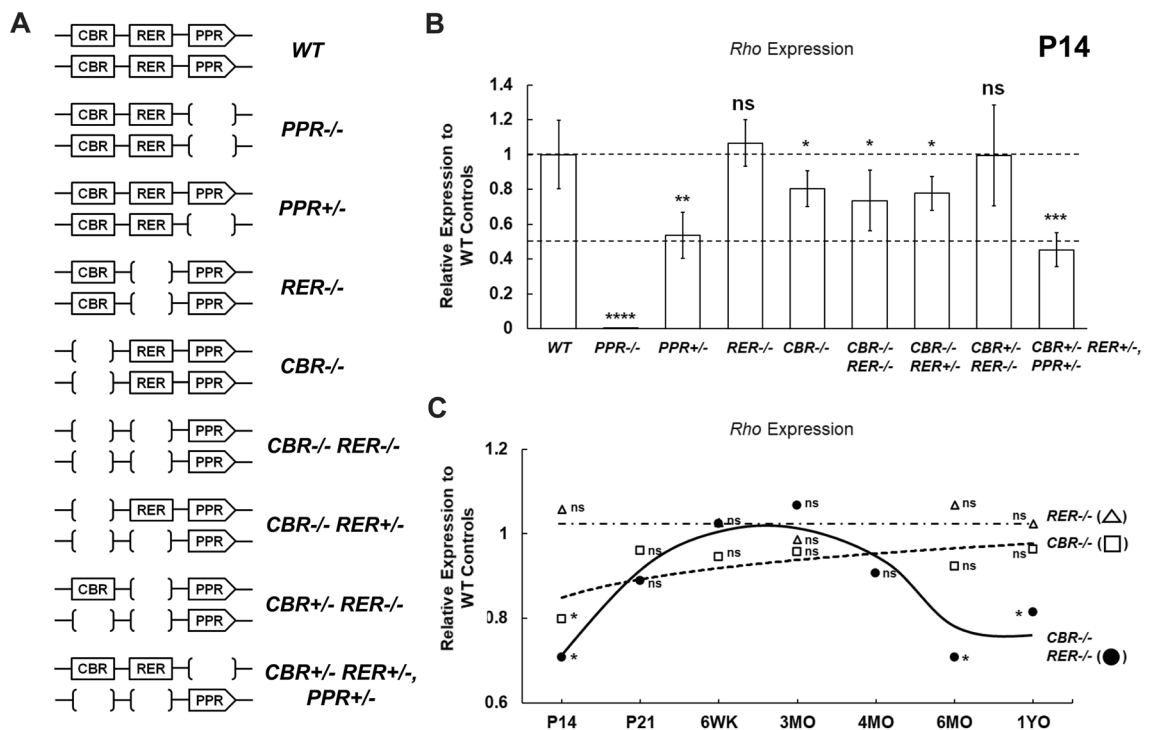 A
CBR RER PPR
CBR RER PPR
WT
CBR RER
CBR RER
PPR-/-
CBR RER PPR
CBR RER
PPR+/-
CBR PPR
CBR PPR
RER-/-
RER PPR
RER PPR
CBR-/-
PPR
PPR
CBR-/- RER-/-
RER PPR
PPR
CBR-/- RER+/-
CBR PPR
PPR
CBR+/- RER-/-
CBR RER
PPR
CBR+/- RER+/-,
PPR+/-
B
Rho Expression
P14
Relative Expression to
WT Controls
1.4
1.2
1
0.8
0.6
0.4
0.2
0
****
**
ns
*
*
*
ns
***
WT PPR-/- PPR+/- RER-/- CBR-/- CBR-/- CBR-/- CBR+/- CBR+/- RER+/-,
RER-/- RER+/- RER-/- PPR+/-
C
Rho Expression
Relative Expression to
WT Controls
1.2
1
0.8
0.6
ns
*
*
ns
ns
ns
ns
ns
ns
ns
ns
ns
ns
*
ns
ns
*
RER-/- (△)
CBR-/- (□)
CBR-/-
RER-/- (●)
P14 P21 6WK 3MO 4MO 6MO 1YO